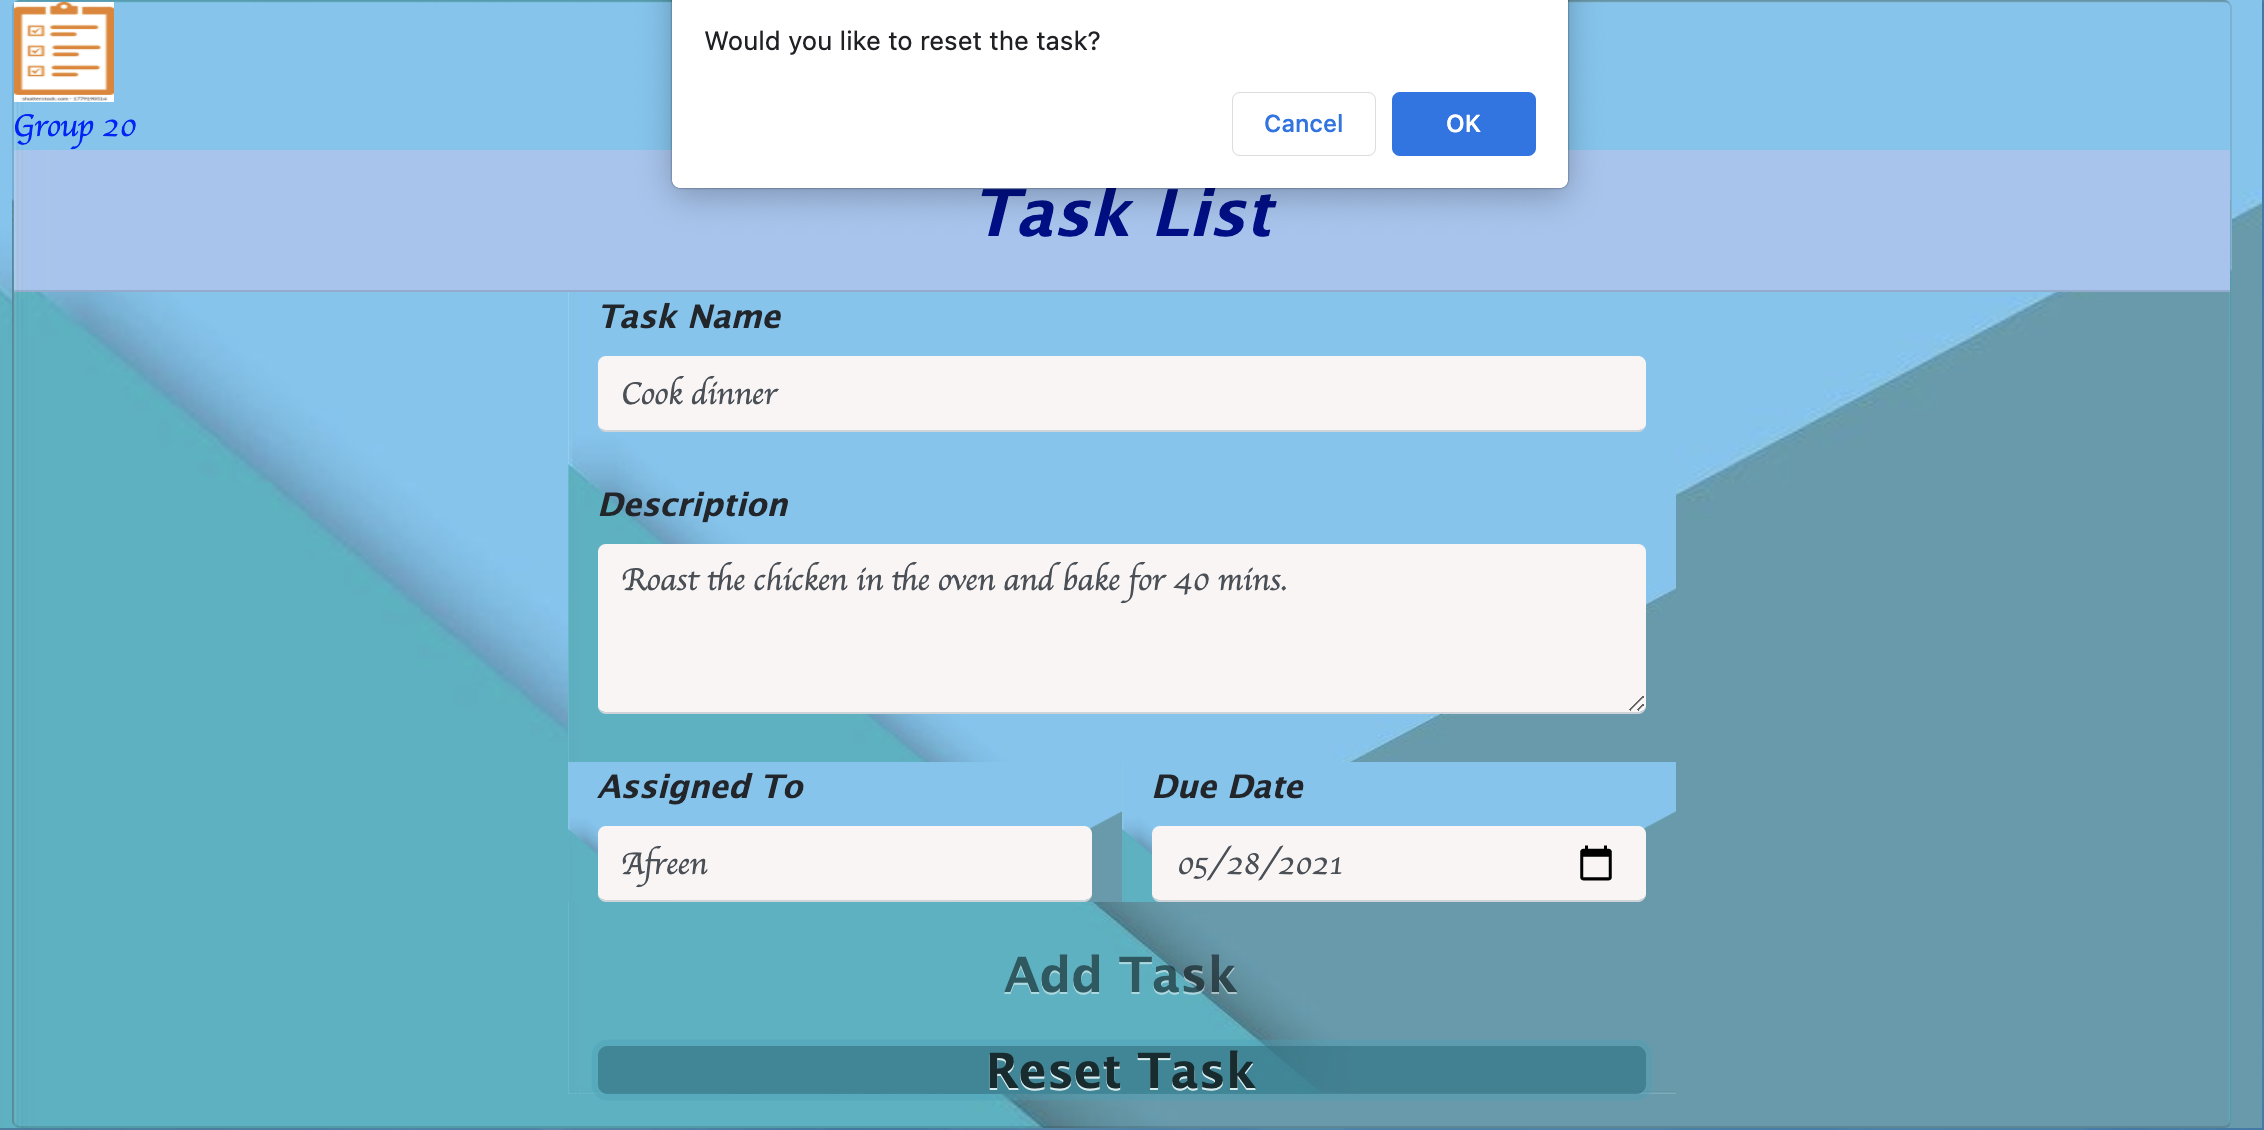 Would you like to reset the task?
Cancel
OK
Group 20
Task List
Task Name
Cook dinner
Description
Roast the chicken in the oven and bake for 40 mins.
Assigned To
Due Date
Afreen
05/28/2021
Add Task
Reset Task